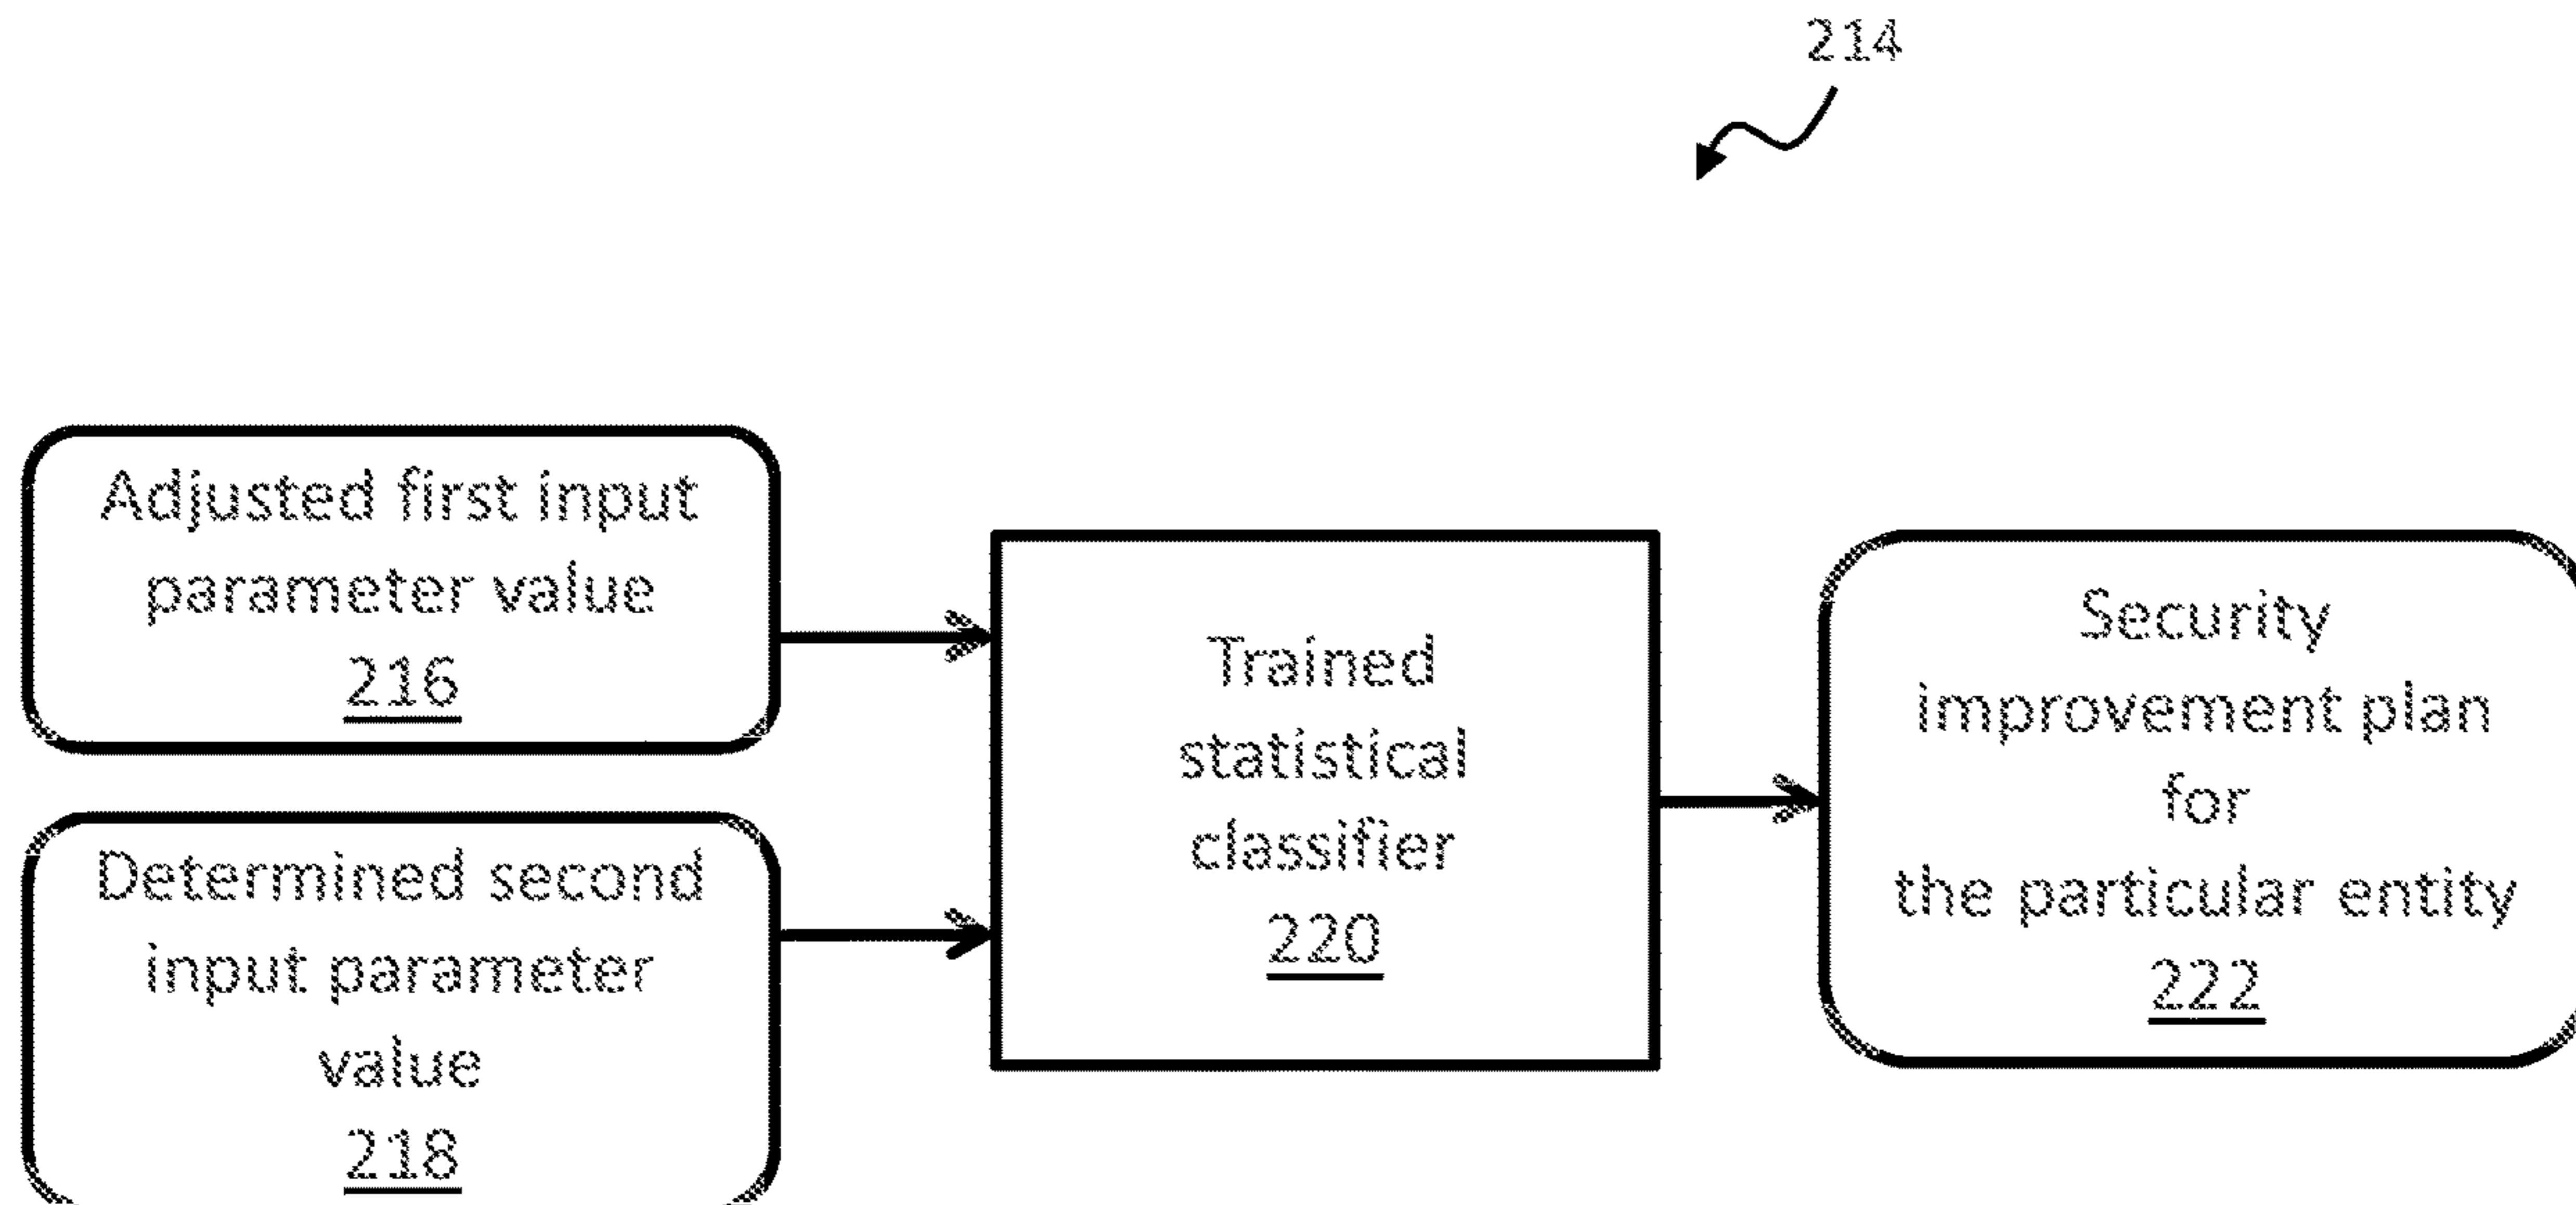 214
Adjusted first input
parameter value
216
Determined second
input parameter
value
218
Trained
statistical
classifier
220
Security
improvement plan
for
the particular entity
222